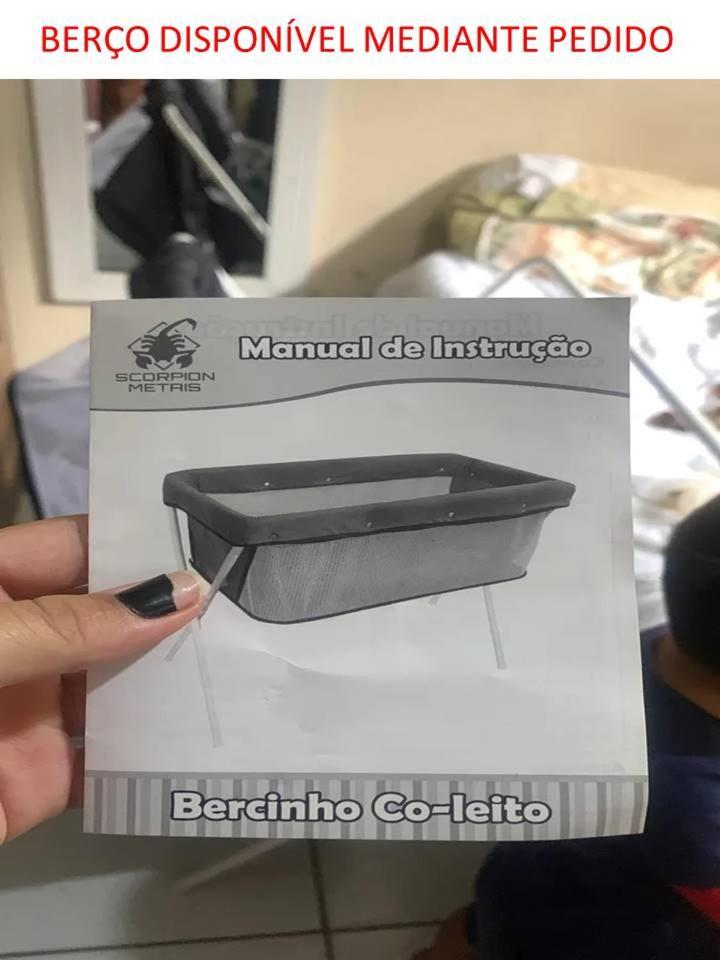 BERÇO DISPONÍVEL MEDIANTE PEDIDO
Manual de Instrução
SCORPION
METAIS
Bercinho Co-leito